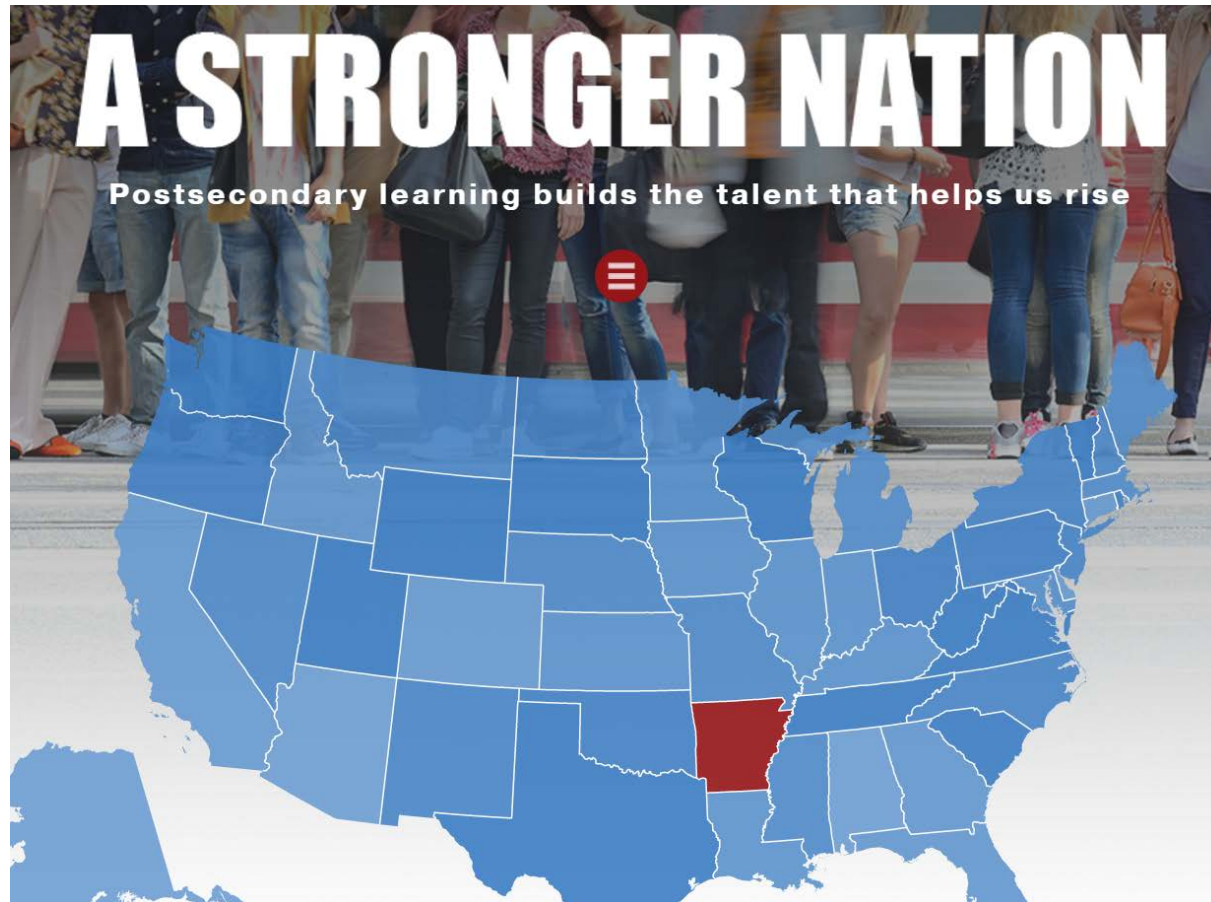 A STRONGER NATION
Postsecondary learning builds the talent that helps us rise